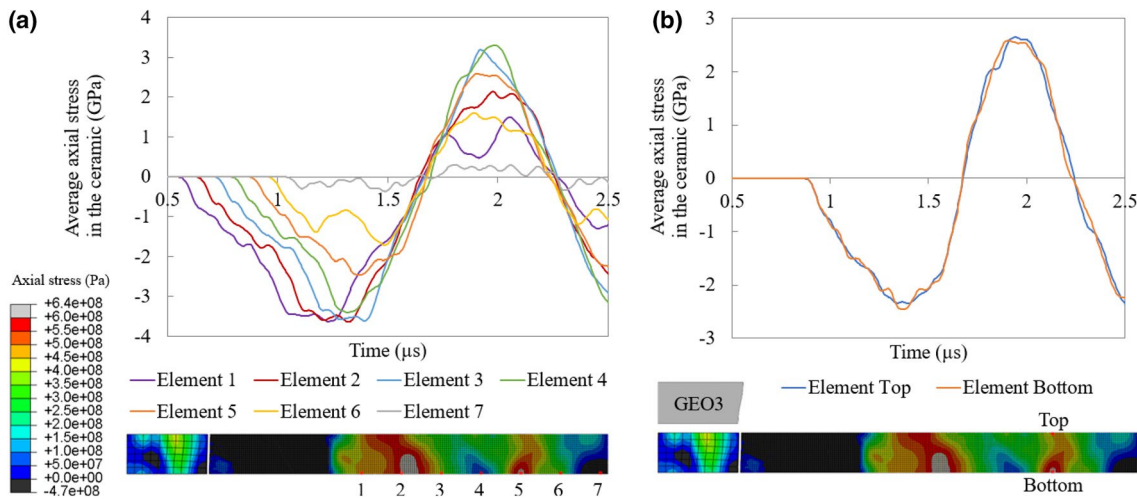 (a)
Average axial stress
in the ceramic (GPa)
4
3
2
1
0
-1
-2
-3
-4
0.5
1
1.5
2
2.5
Time (µs)
Axial stress (Pa)
+6.4e+08
+6.0e+08
+5.5e+08
+5.0e+08
+4.5e+08
+4.0e+08
+3.5e+08
+3.0e+08
+2.5e+08
+2.0e+08
+1.5e+08
+1.0e+08
+5.0e+07
+0.0e+00
-4.7e+08
Element 1 Element 2 Element 3 Element 4
Element 5 Element 6 Element 7
1 2 3 4 5 6 7
(b)
Average axial stress
in the ceramic (GPa)
3
2
1
0
-1
-2
-3
0.5
1
1.5
2
2.5
Time (µs)
GEO3
Element Top Element Bottom
Top
Bottom